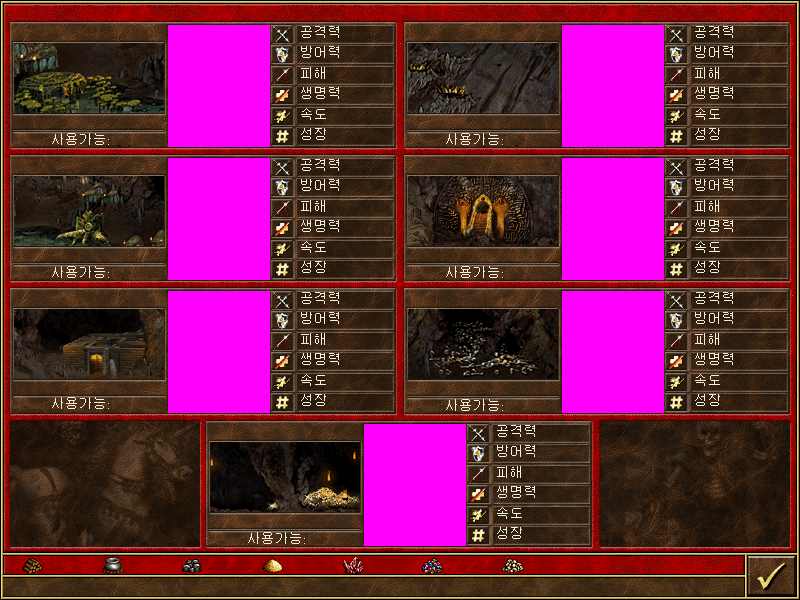 공격력
방어력
피해
생명력
속도
성장
사용가능:
공격력
방어력
피해
생명력
속도
성장
사용가능:
공격력
방어력
피해
생명력
속도
성장
사용가능:
공격력
방어력
피해
생명력
속도
성장
사용가능:
공격력
방어력
피해
생명력
속도
성장
사용가능:
공격력
방어력
피해
생명력
속도
성장
사용가능:
공격력
방어력
피해
생명력
속도
성장
사용가능: